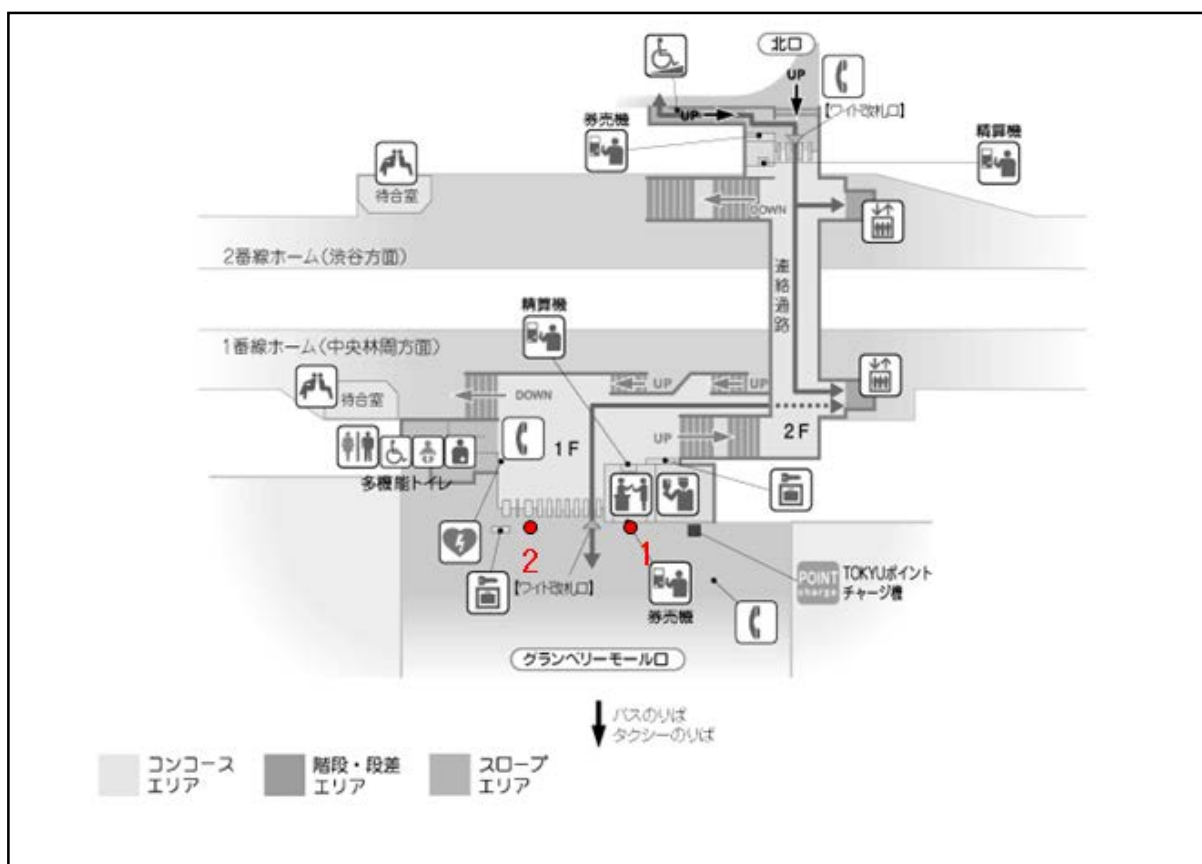 北口
UP
【ワイド改札口】
UP
券売機
精算機
待合室
DOWN
2番線ホーム(渋谷方面)
連絡通路
精算機
1番線ホーム(中央林間方面)
UP
UP
待合室
DOWN
1F
UP
2F
多機能トイレ
2
1
【ワイド改札口】
POINT
charge
TOKYUポイント
チャージ機
券売機
グランベリーモール口
バスのりば
タクシーのりば
コンコース
エリア
階段・段差
エリア
スロープ
エリア